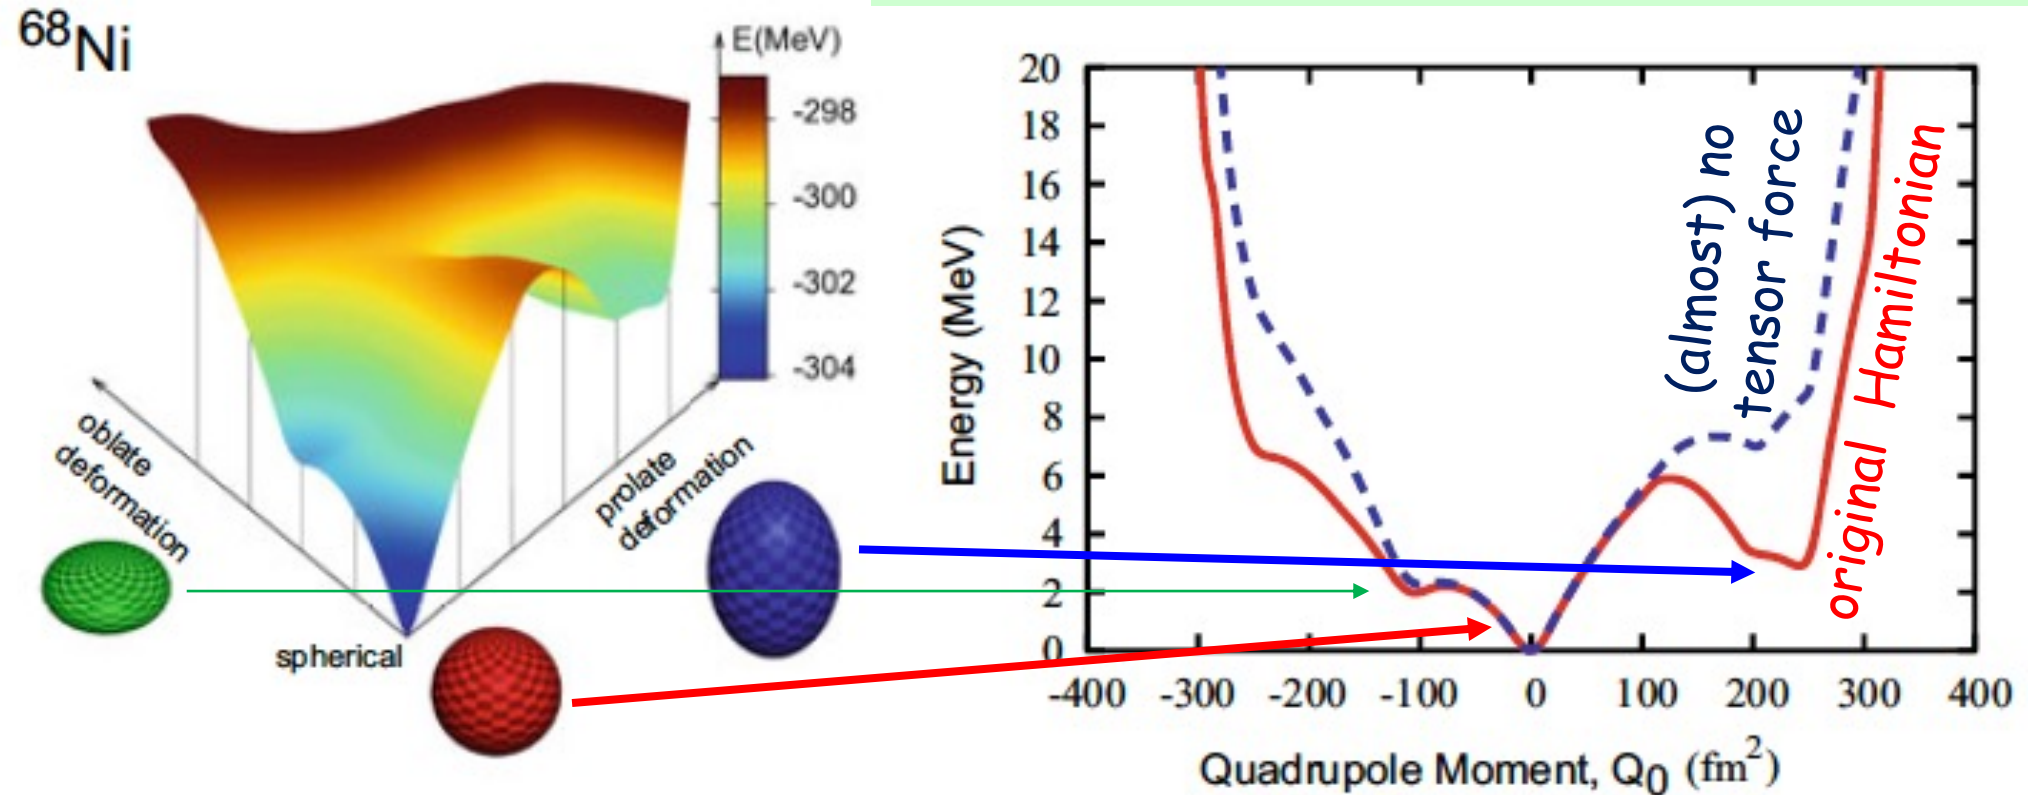 ⁶⁸Ni
E(MeV)
-298
-300
-302
-304
oblate
deformation
prolate
deformation
spherical
Energy (MeV)
20
18
16
14
12
10
8
6
4
2
0
-400 -300 -200 -100 0 100 200 300 400
Quadrupole Moment, Q₀ (fm²)
(almost) no
tensor force
original Hamiltonian